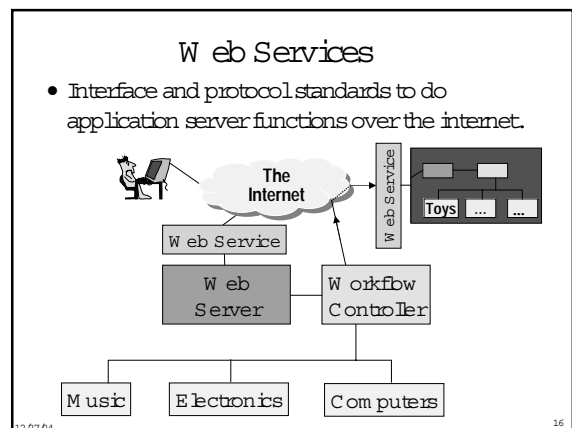 Web Services
• Interface and protocol standards to do
application server functions over the internet.
The
Internet
Web Service
Toys
...
...
Web Service
Web
Server
Workflow
Controller
Music
Electronics
Computers
12/07/04
16